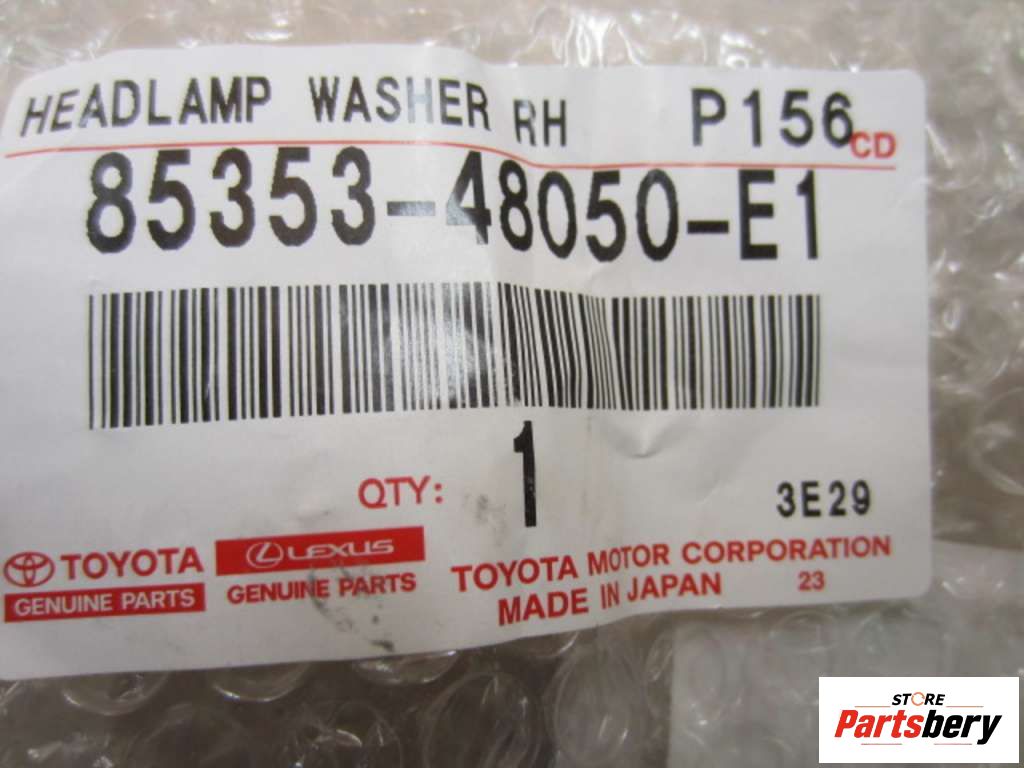 HEADLAMP WASHER RH P156
CD
85353-48050-E1
QTY: 1
3E29
TOYOTA LEXUS
GENUINE PARTS GENUINE PARTS
TOYOTA MOTOR CORPORATION
MADE IN JAPAN 23
STORE
Partsbery